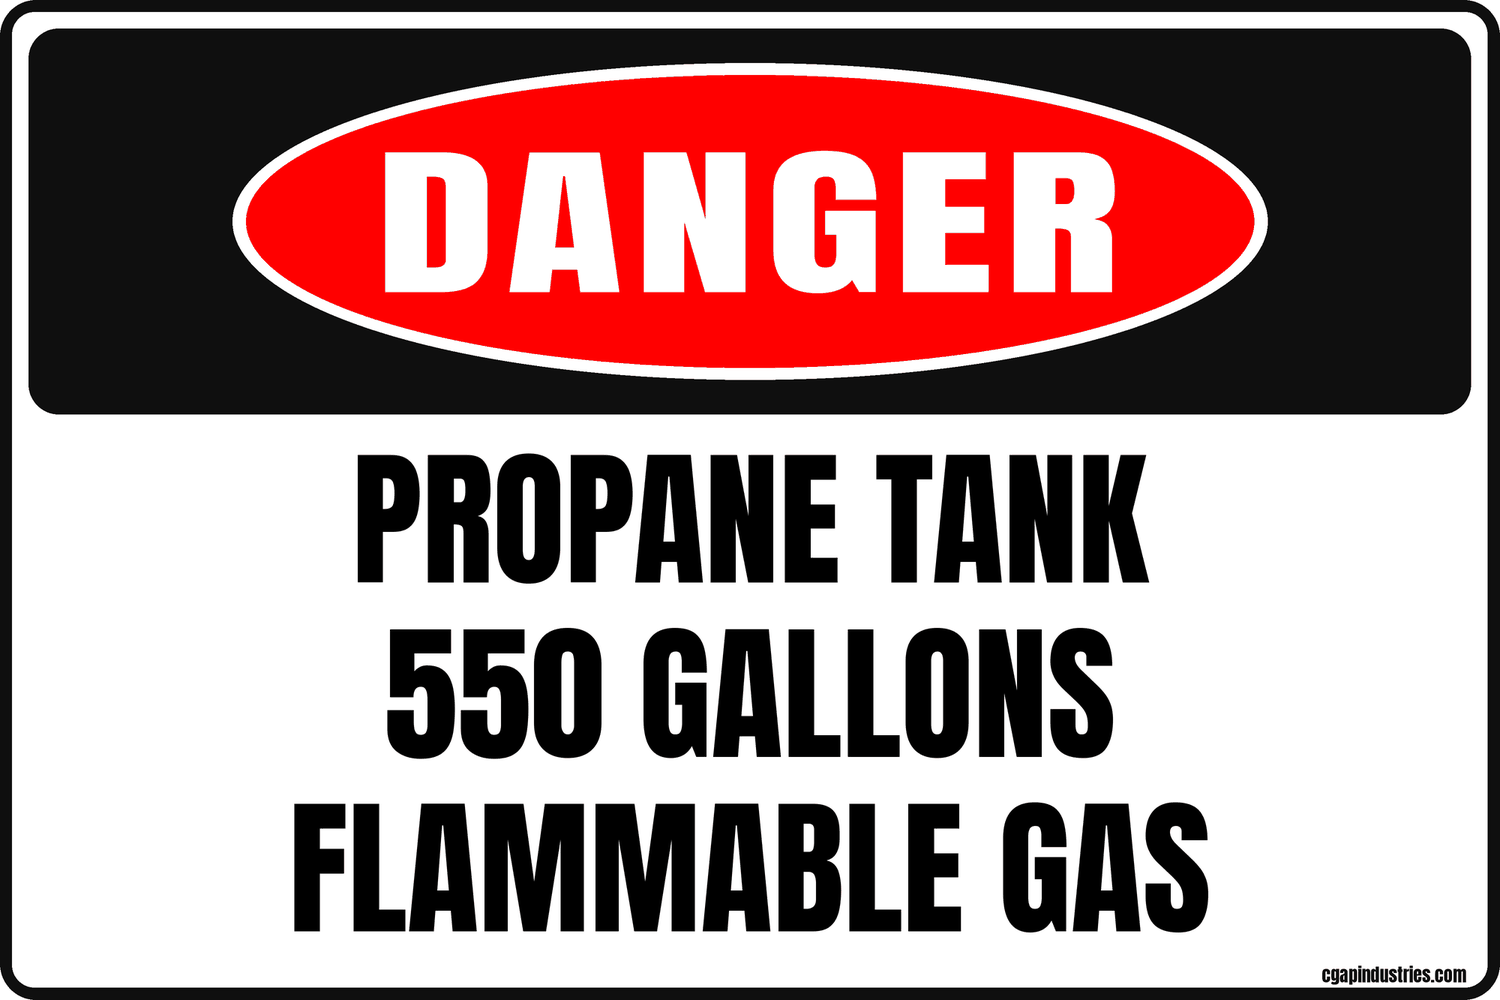 DANGER
PROPANE TANK
550 GALLONS
FLAMMABLE GAS
cgapindustries.com